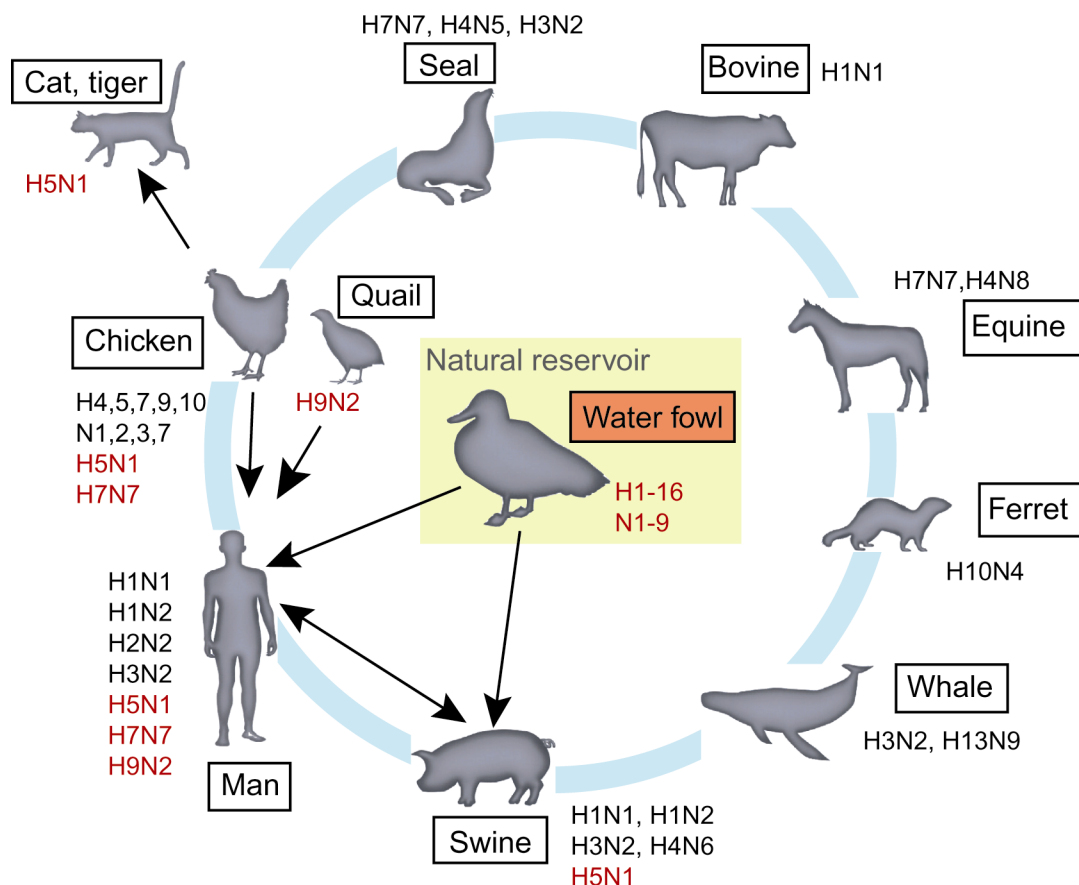 H7N7, H4N5, H3N2
Seal
Cat, tiger
H5N1
Bovine
H1N1
Chicken
H4,5,7,9,10
N1,2,3,7
H5N1
H7N7
Quail
H9N2
Natural reservoir
Water fowl
H1-16
N1-9
H7N7,H4N8
Equine
Ferret
H10N4
H1N1
H1N2
H2N2
H3N2
H5N1
H7N7
H9N2
Man
Whale
H3N2, H13N9
Swine
H1N1, H1N2
H3N2, H4N6
H5N1